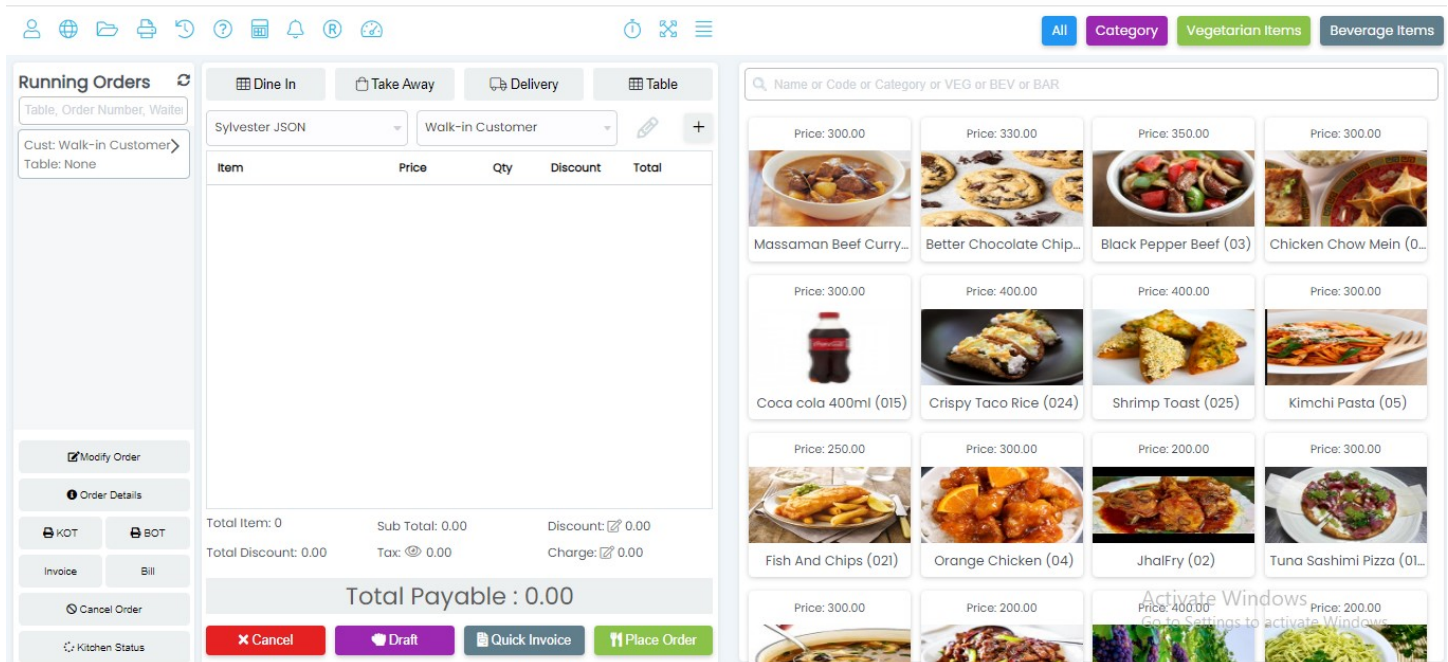 R
All
Category
Vegetarian Items
Beverage Items
Running Orders
Table, Order Number, Waiter
Cust: Walk-in Customer
Table: None
Modify Order
Order Details
KOT
BOT
Invoice
Bill
Cancel Order
Kitchen Status
Dine In
Take Away
Delivery
Table
Sylvester JSON
Walk-in Customer
+
Item Price Qty Discount Total
Total Item: 0
Sub Total: 0.00
Discount: 0.00
Total Discount: 0.00
Tax: 0.00
Charge: 0.00
Total Payable : 0.00
Cancel
Draft
Quick Invoice
Place Order
Name or Code or Category or VEG or BEV or BAR
Price: 300.00
Massaman Beef Curry...
Price: 330.00
Better Chocolate Chip...
Price: 350.00
Black Pepper Beef (03)
Price: 300.00
Chicken Chow Mein (0...
Price: 300.00
Coca-Cola
Coca cola 400ml (015)
Price: 400.00
Crispy Taco Rice (024)
Price: 400.00
Shrimp Toast (025)
Price: 300.00
Kimchi Pasta (05)
Price: 250.00
Fish And Chips (021)
Price: 300.00
Orange Chicken (04)
Price: 200.00
JhalFry (02)
Price: 300.00
Tuna Sashimi Pizza (01...
Price: 300.00
Price: 200.00
Price: 400.00
Price: 200.00
Activate Windows
Go to Settings to activate Windows.